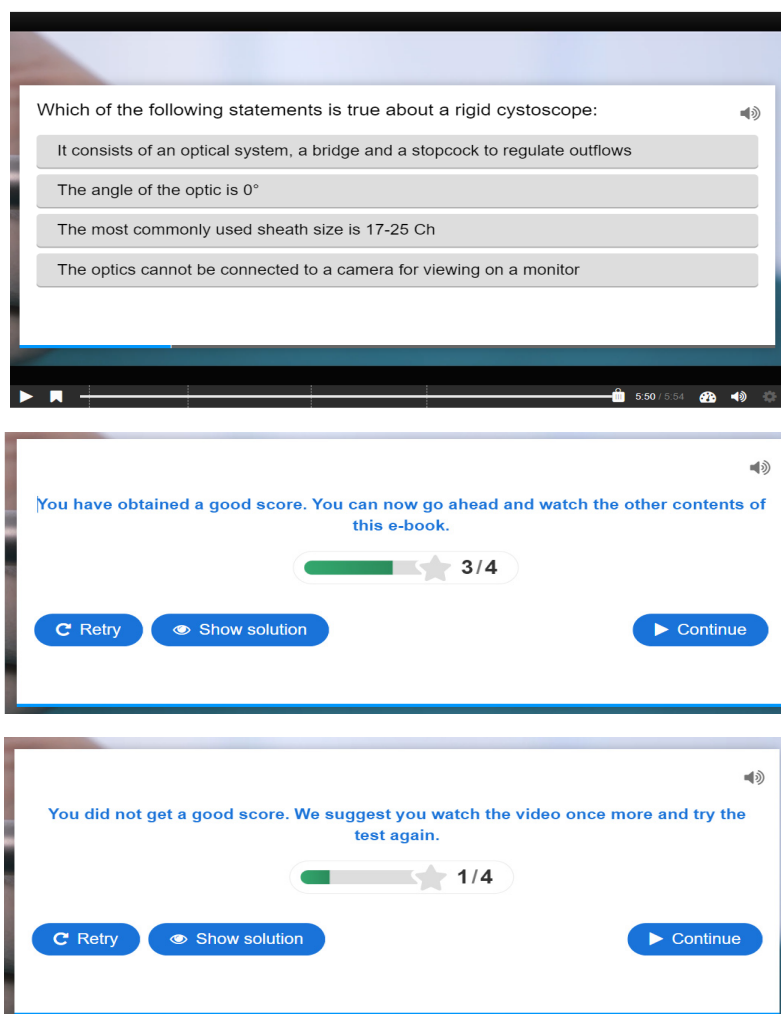 Which of the following statements is true about a rigid cystoscope:
It consists of an optical system, a bridge and a stopcock to regulate outflows
The angle of the optic is 0°
The most commonly used sheath size is 17-25 Ch
The optics cannot be connected to a camera for viewing on a monitor
5:50 / 5:54
You have obtained a good score. You can now go ahead and watch the other contents of
this e-book.
3/4
Retry
Show solution
Continue
You did not get a good score. We suggest you watch the video once more and try the
test again.
1/4
Retry
Show solution
Continue